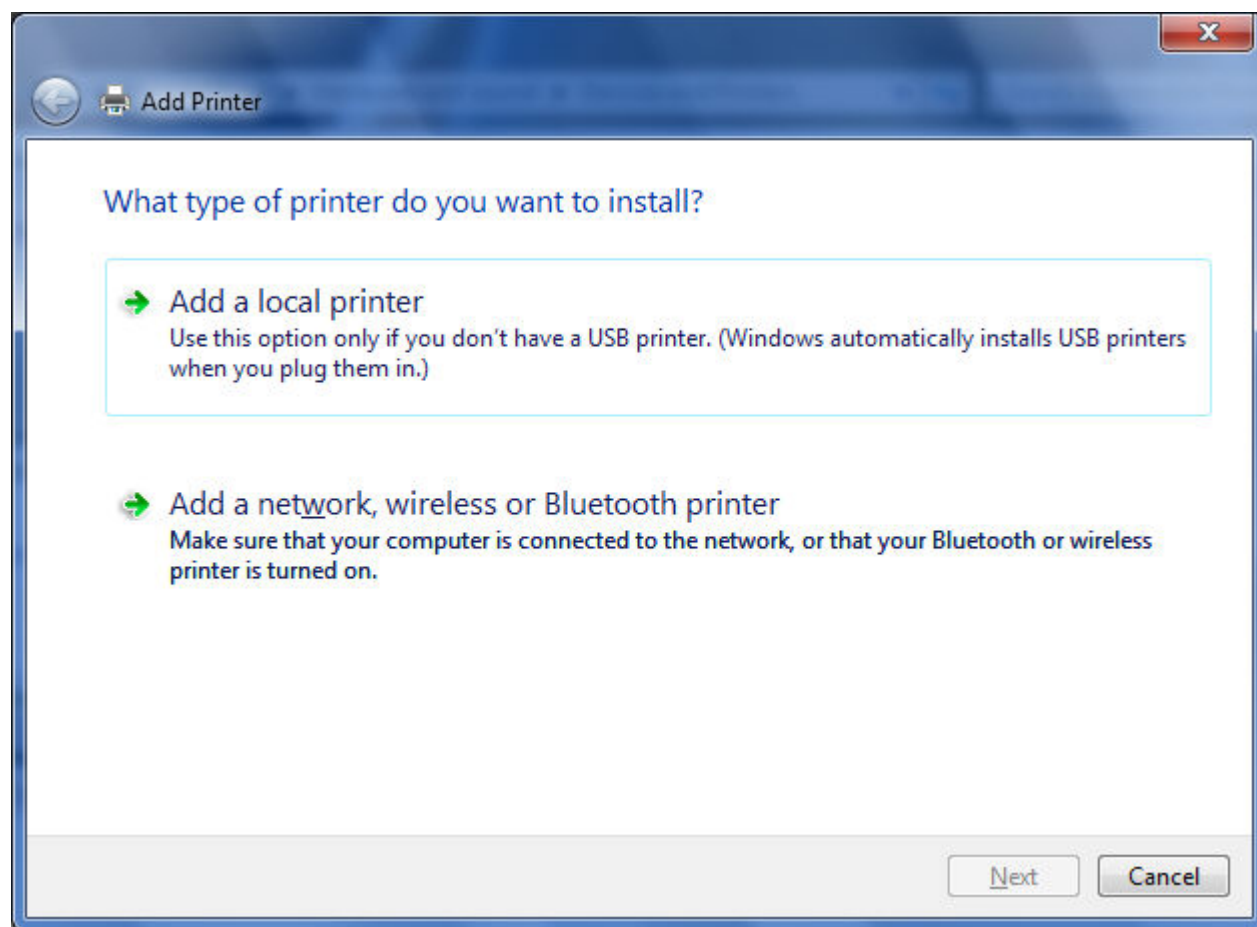 Add Printer
What type of printer do you want to install?
Add a local printer
Use this option only if you don't have a USB printer. (Windows automatically installs USB printers
when you plug them in.)
Add a network, wireless or Bluetooth printer
Make sure that your computer is connected to the network, or that your Bluetooth or wireless
printer is turned on.
Next
Cancel